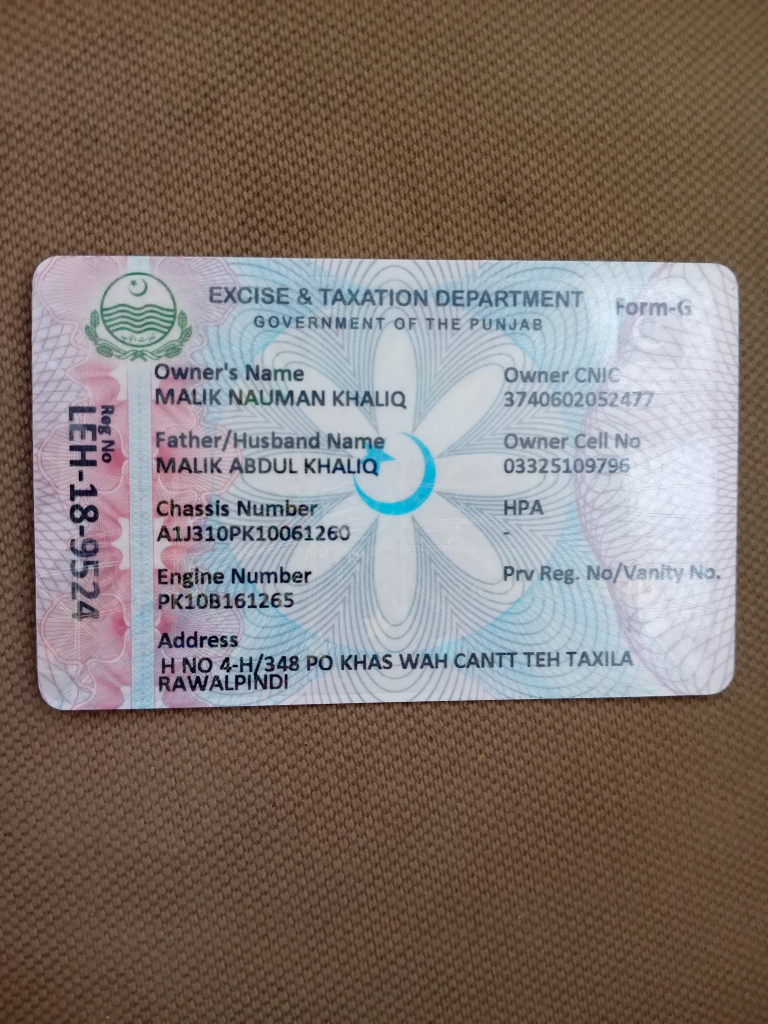 EXCISE & TAXATION DEPARTMENT
GOVERNMENT OF THE PUNJAB
Form-G
Reg No
LEH-18-9524
Owner's Name
MALIK NAUMAN KHALIQ
Owner CNIC
3740602052477
Father/Husband Name
MALIK ABDUL KHALIQ
Owner Cell No
03325109796
Chassis Number
A1J310PK10061260
HPA
-
Engine Number
PK10B161265
Prv Reg. No/Vanity No.
Address
H NO 4-H/348 PO KHAS WAH CANTT TEH TAXILA
RAWALPINDI